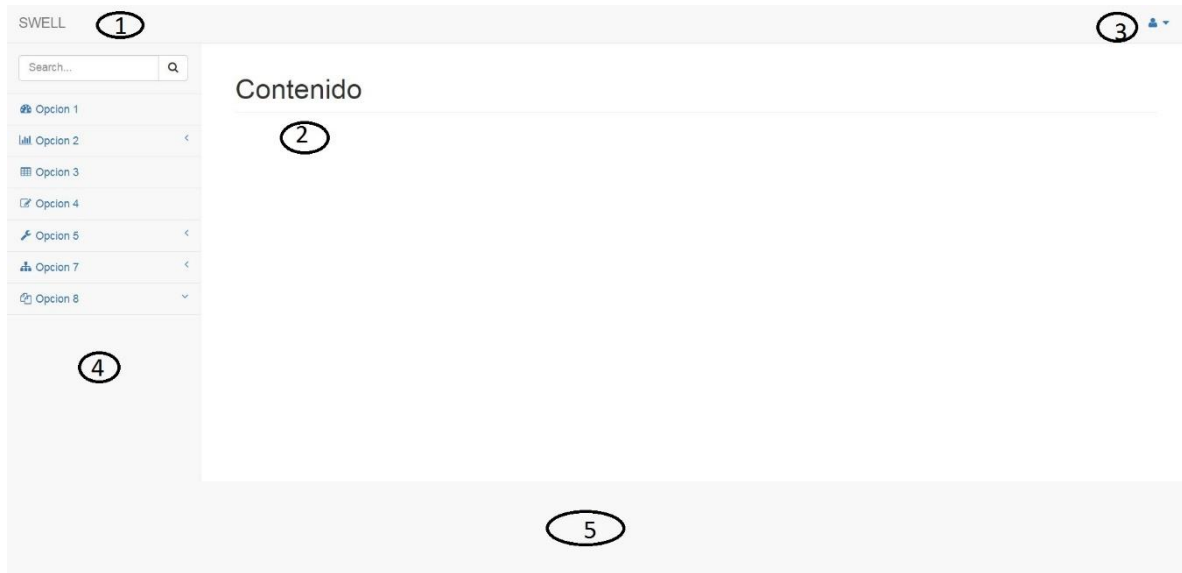 SWELL 1 3
Search...
Contenido
Opcion 1
2
Opcion 2
Opcion 3
Opcion 4
Opcion 5
Opcion 7
Opcion 8
4
5